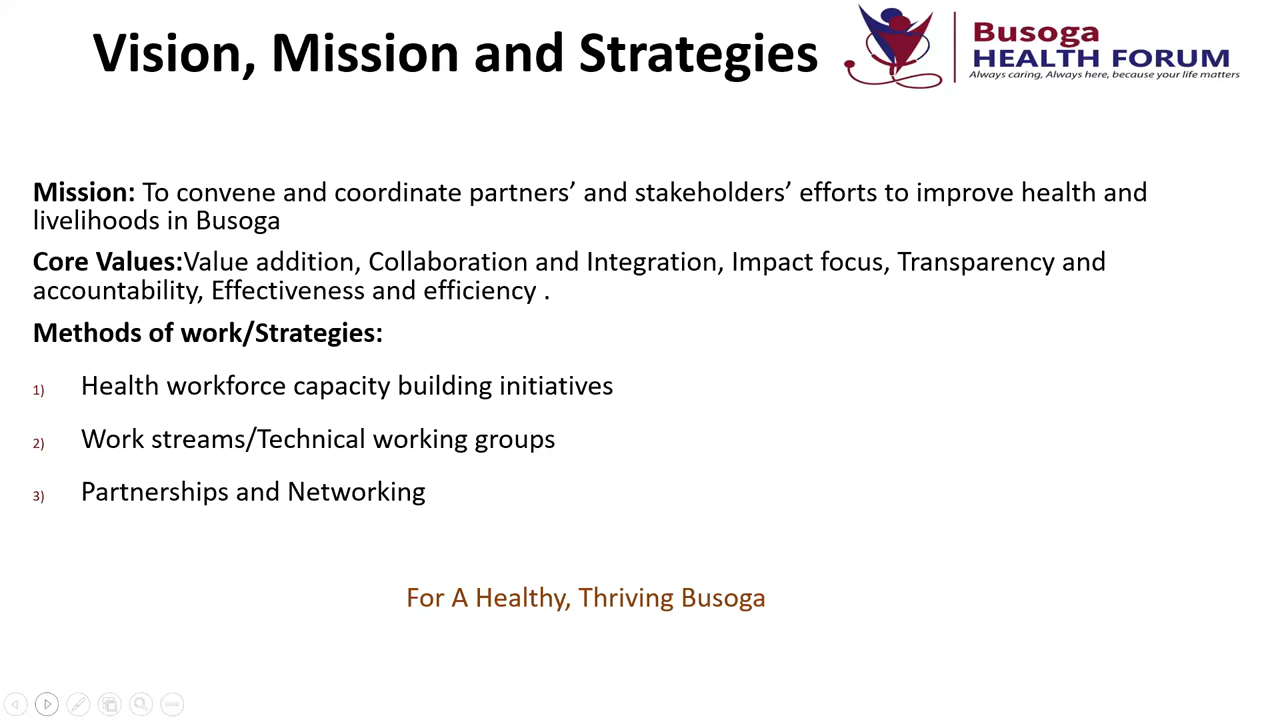 Vision, Mission and Strategies
Busoga
HEALTH FORUM
Always caring, Always here, because your life matters
Mission: To convene and coordinate partners’ and stakeholders’ efforts to improve health and
livelihoods in Busoga
Core Values:Value addition, Collaboration and Integration, Impact focus, Transparency and
accountability, Effectiveness and efficiency .
Methods of work/Strategies:
1) Health workforce capacity building initiatives
2) Work streams/Technical working groups
3) Partnerships and Networking
For A Healthy, Thriving Busoga